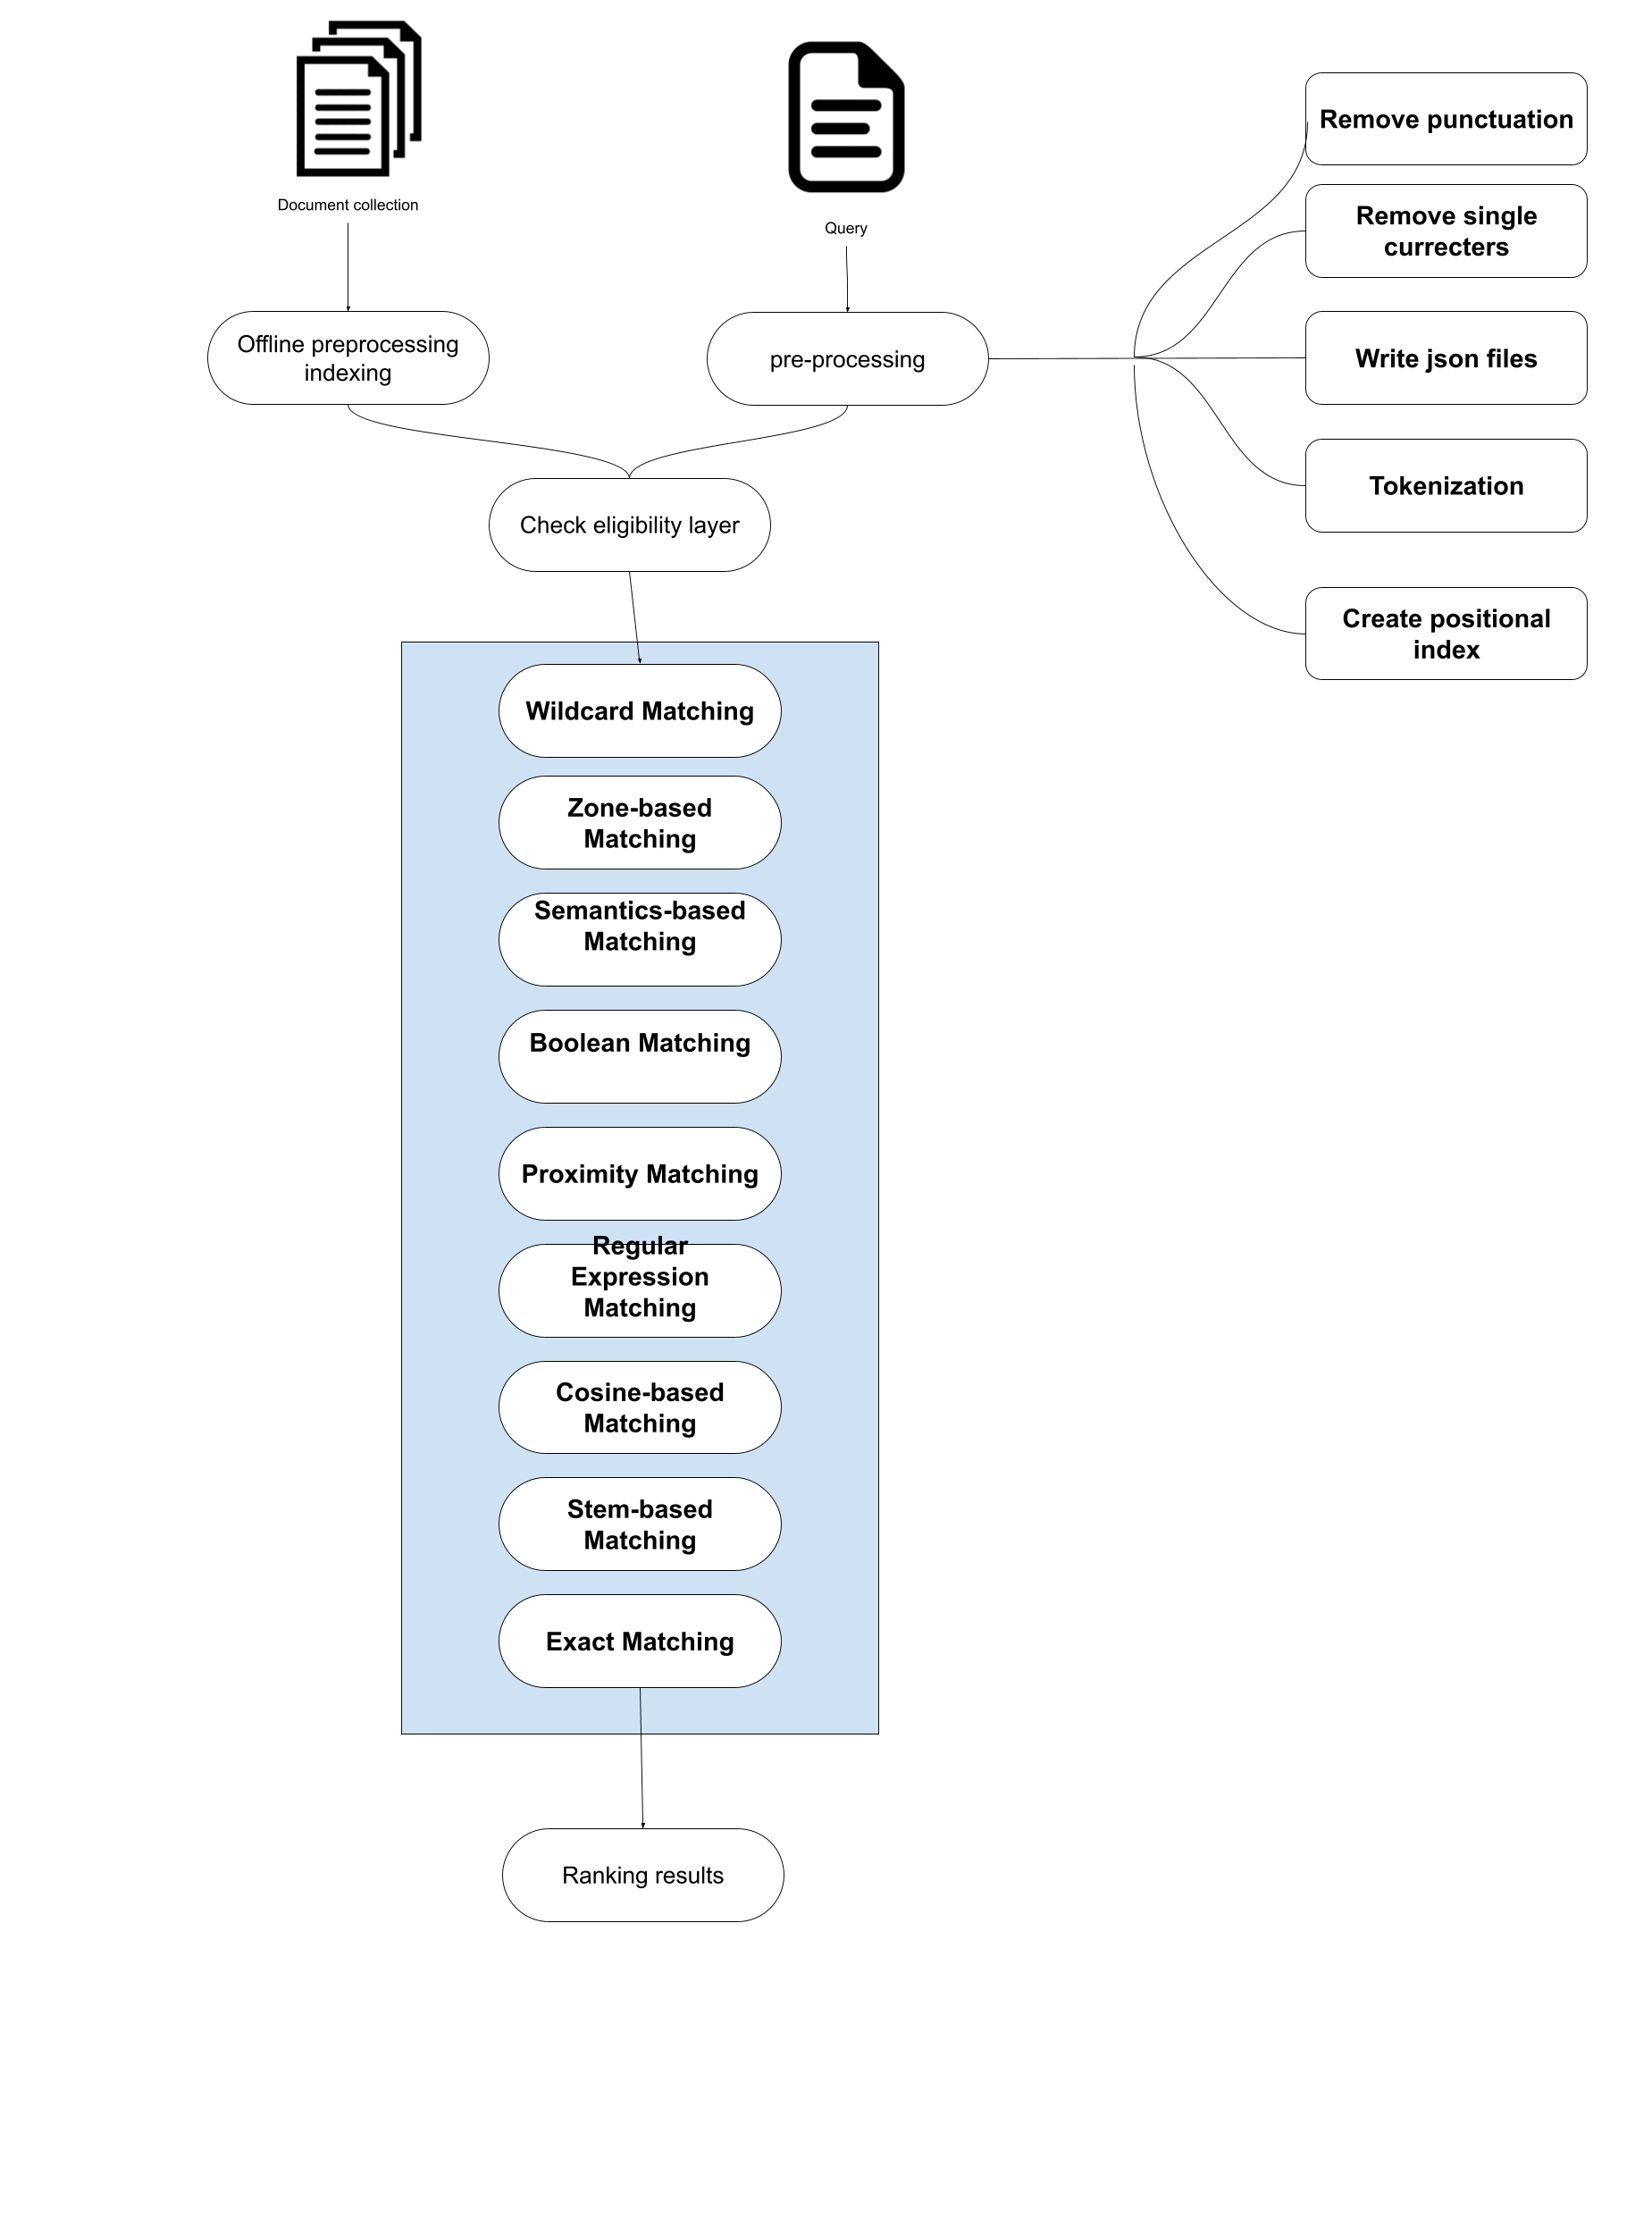 Document collection
Query
Offline preprocessing
indexing
pre-processing
Remove punctuation
Remove single
currecters
Write json files
Tokenization
Create positional
index
Check eligibility layer
Wildcard Matching
Zone-based
Matching
Semantics-based
Matching
Boolean Matching
Proximity Matching
Regular
Expression
Matching
Cosine-based
Matching
Stem-based
Matching
Exact Matching
Ranking results